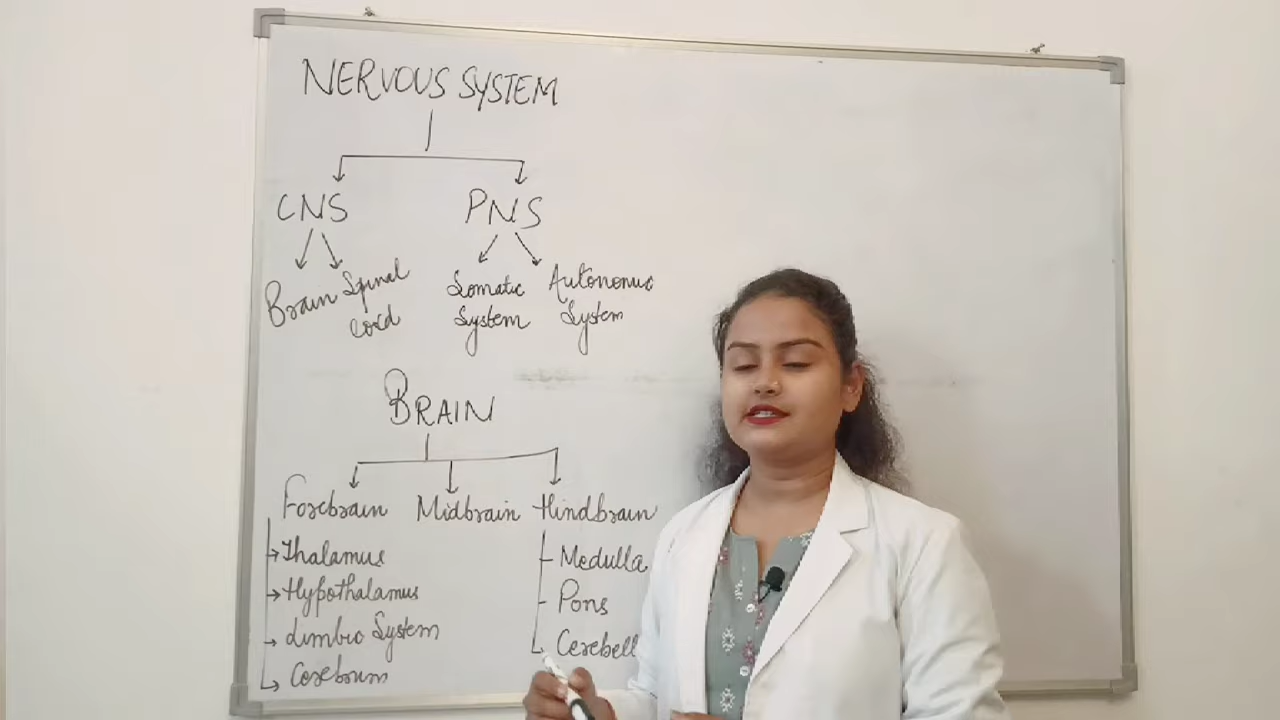 NERVOUS SYSTEM
CNS PNS
Brain Spinal cord Somatic System Autonomic System
BRAIN
Forebrain Midbrain Hindbrain
Thalamus Medulla
Hypothalamus Pons
Limbic System Cerebell
Cerebrum